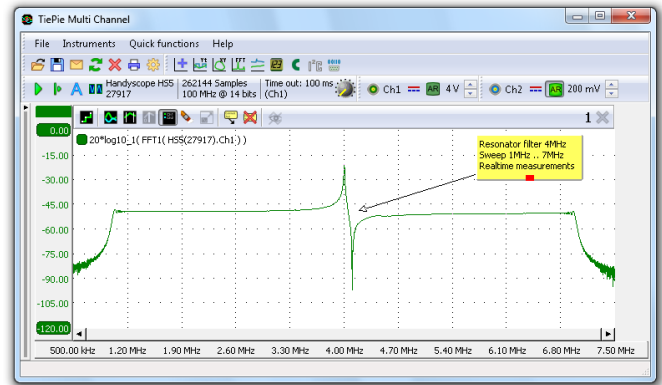 TiePie Multi Channel
File Instruments Quick functions Help
I²C
Handyscope HS5 262144 Samples Time out: 100 ms
27917 100 MHz @ 14 bits (Ch1)
Ch1 AR 4 V Ch2 AR 200 mV
1
0.00
20*log10_1( FFT1( HS5(27917).Ch1 ) )
Resonator filter 4MHz
Sweep 1MHz .. 7MHz
Realtime measurements
-15.00
-30.00
-45.00
-60.00
-75.00
-90.00
-105.00
-120.00
500.00 kHz 1.20 MHz 1.90 MHz 2.60 MHz 3.30 MHz 4.00 MHz 4.70 MHz 5.40 MHz 6.10 MHz 6.80 MHz 7.50 MHz